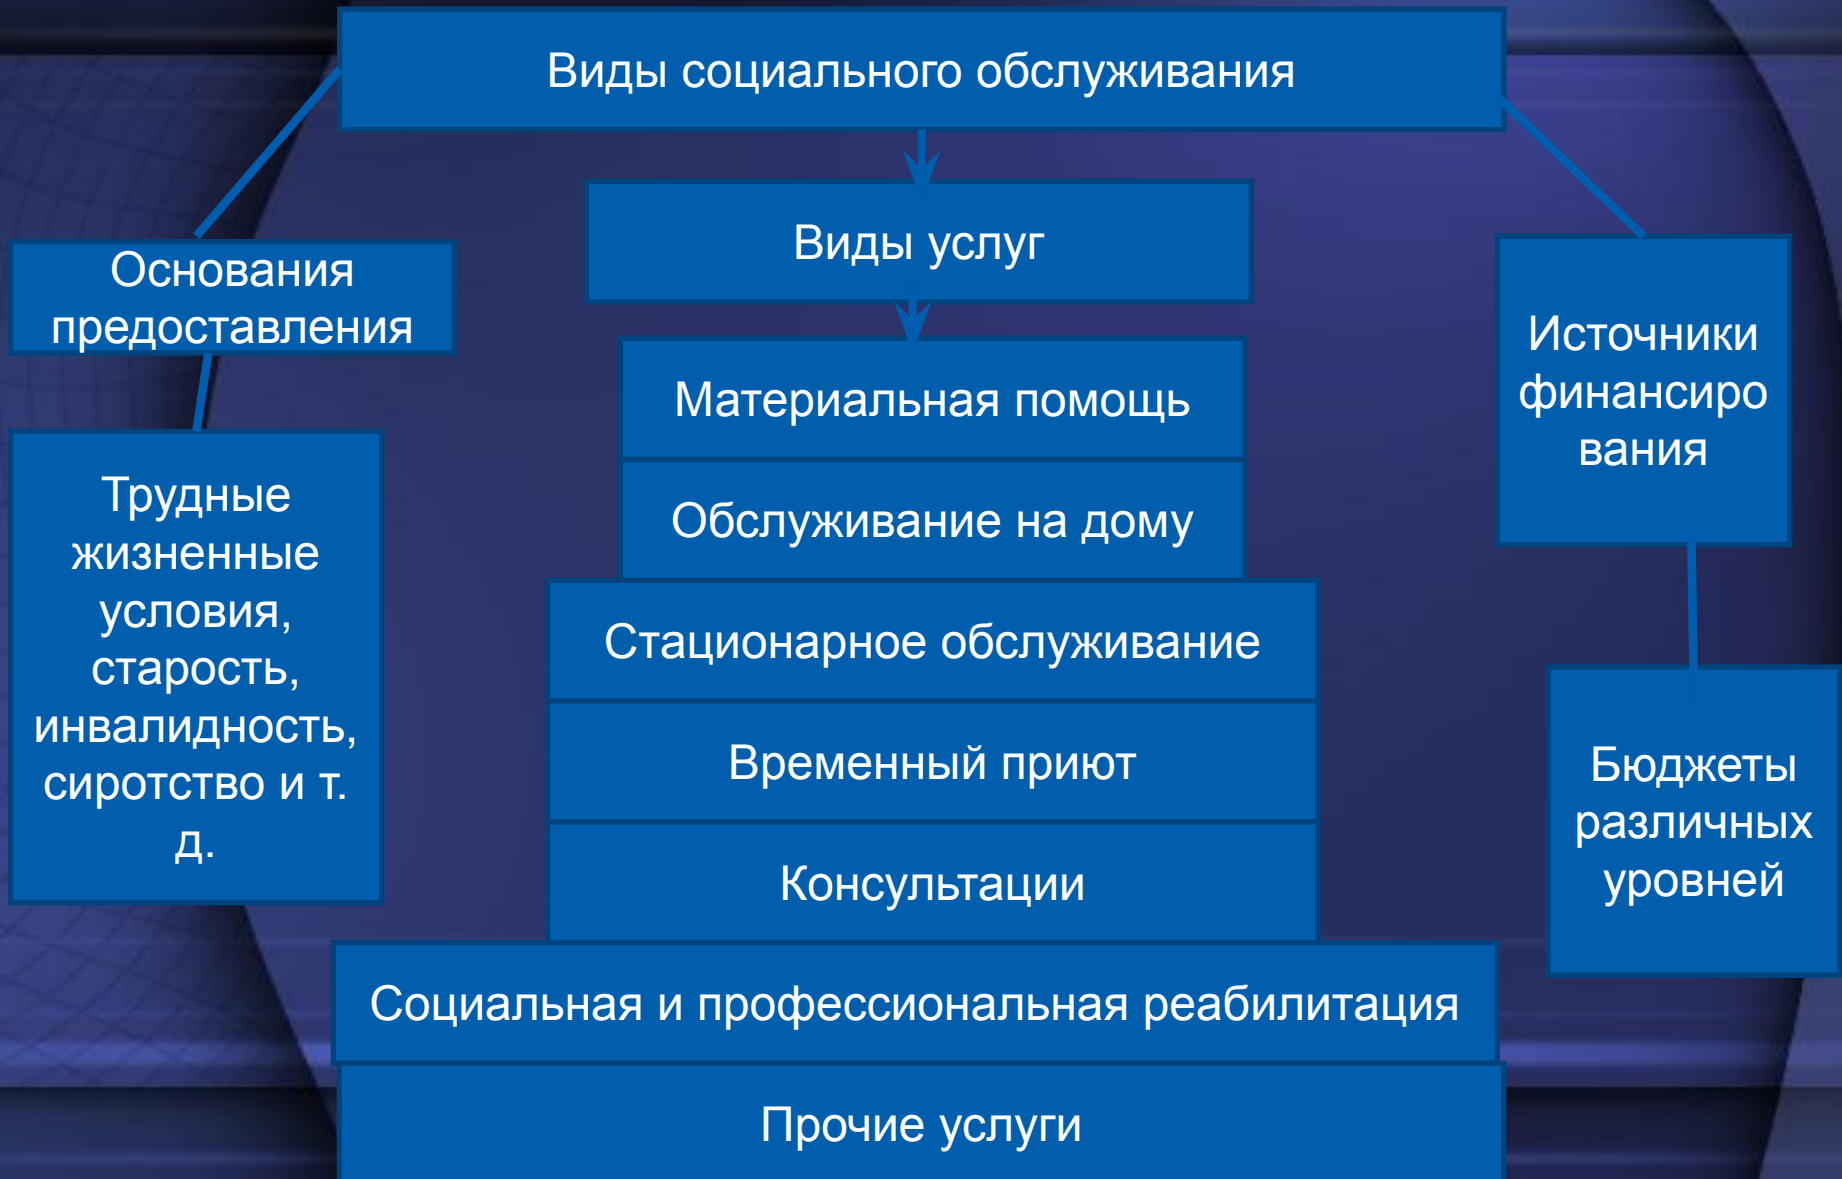 Виды социального обслуживания
Основания
предоставления
Трудные
жизненные
условия,
старость,
инвалидность,
сиротство и т.
д.
Виды услуг
Материальная помощь
Обслуживание на дому
Стационарное обслуживание
Временный приют
Консультации
Социальная и профессиональная реабилитация
Прочие услуги
Источники
финансиро
вания
Бюджеты
различных
уровней